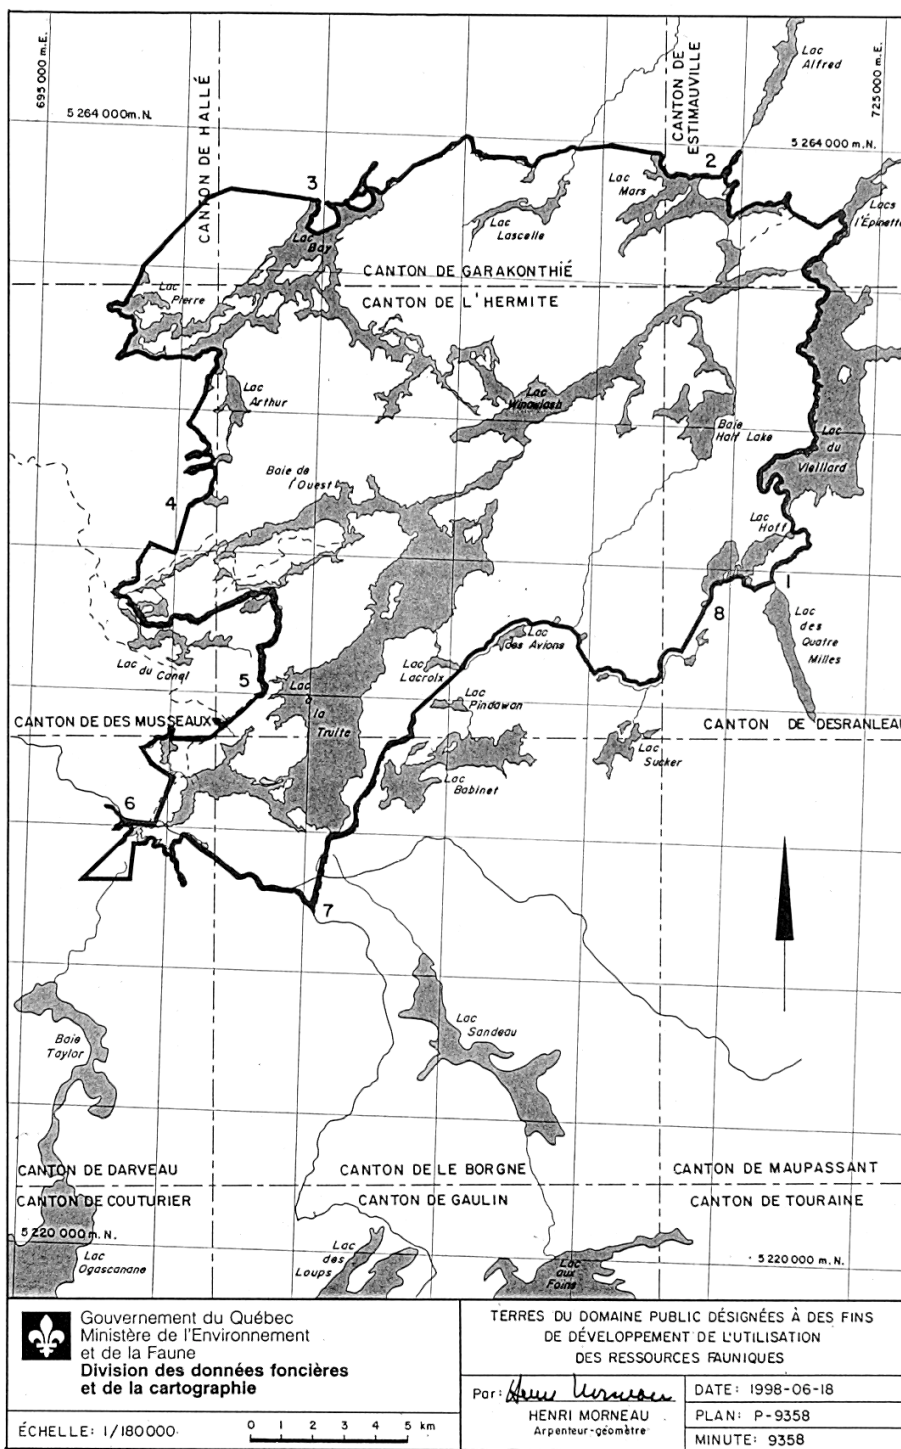 695 000 m.E.
5 264 000 m.N.
CANTON DE HALLÉ
CANTON DE
ESTIMAUVILLE
Lac
Alfred
725 000 m.E.
5 264 000 m.N.
2
Lac
Mars
Lacs
l'Épinette
3
Lac
Bay
Lac
Lascelle
CANTON DE GARAKONTHIÉ
CANTON DE L'HERMITE
Lac
Pierre
Lac
Arthur
Lac
Winawiash
Baie
Half Lake
Lac
du
Vieillard
Baie de
l'Ouest
4
Lac
Hoff
1
8
Lac
des
Quatre
Milles
Lac
des Avions
Lac
Lacroix
Lac
du Canal
5
Lac
à
la
Truite
Lac
Pindawan
CANTON DE DES MUSSEAUX
CANTON DE DESRANLEAU
Lac
Sucker
Lac
Babinet
6
7
Baie
Taylor
Lac
Sandeau
CANTON DE DARVEAU
CANTON DE COUTURIER
CANTON DE LE BORGNE
CANTON DE GAULIN
CANTON DE MAUPASSANT
CANTON DE TOURAINE
5 220 000 m.N.
5 220 000 m.N.
Lac
Ogascanane
Lac
des
Loups
Lac
aux
Foins
Gouvernement du Québec
Ministère de l'Environnement
et de la Faune
Division des données foncières
et de la cartographie
ÉCHELLE: 1/180 000
0 1 2 3 4 5 km
TERRES DU DOMAINE PUBLIC DÉSIGNÉES À DES FINS
DE DÉVELOPPEMENT DE L'UTILISATION
DES RESSOURCES FAUNIQUES
Par: Henri Morneau
HENRI MORNEAU
Arpenteur-géomètre
DATE: 1998-06-18
PLAN: P-9358
MINUTE: 9358